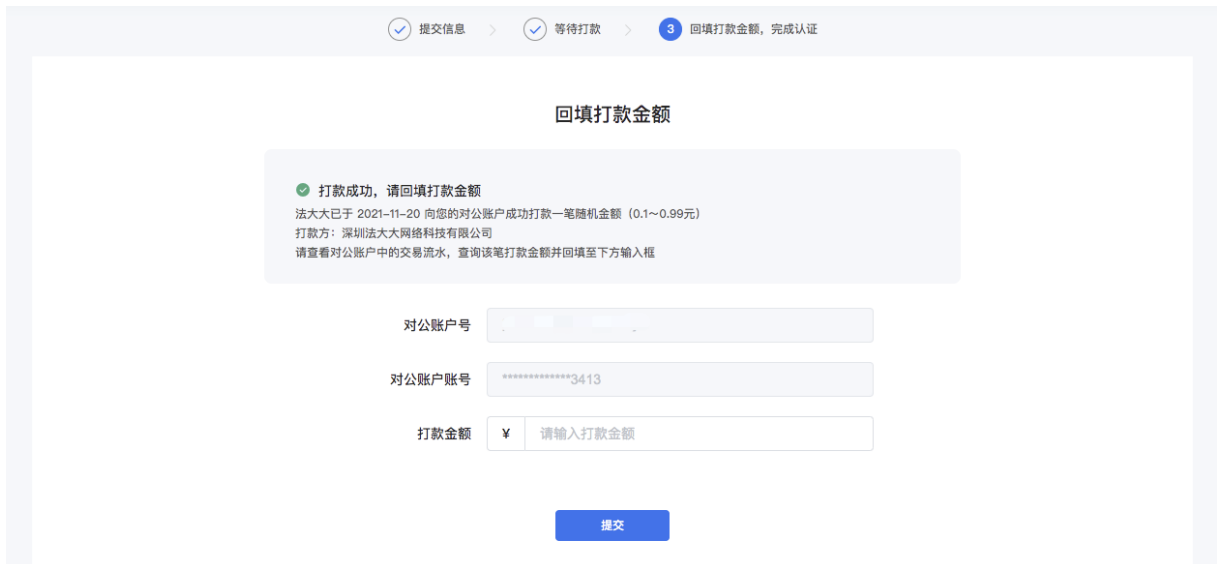 提交信息
等待打款
3 回填打款金额，完成认证
回填打款金额
打款成功，请回填打款金额
法大大已于 2021-11-20 向您的对公账户成功打款一笔随机金额（0.1～0.99元）
打款方：深圳法大大网络科技有限公司
请查看对公账户中的交易流水，查询该笔打款金额并回填至下方输入框
对公账户号
对公账户账号 *************3413
打款金额 ¥ 请输入打款金额
提交